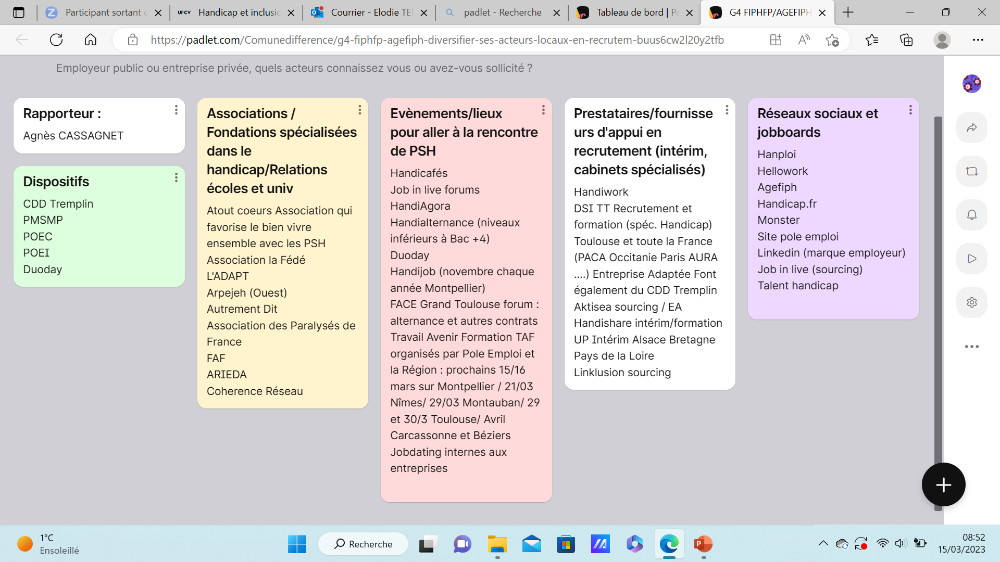 Participant sortant d
UFCV Handicap et inclusio
Courrier - Elodie TEF
padlet - Recherche
Tableau de bord | Pa
G4 FIPHFP/AGEFIPH
https://padlet.com/Comunedifference/g4-fiphfp-agefiph-diversifier-ses-acteurs-locaux-en-recrutem-buus6cw2l20y2tfb
Employeur public ou entreprise privée, quels acteurs connaissez vous ou avez-vous sollicité ?
Rapporteur :
Agnès CASSAGNET
Dispositifs
CDD Tremplin
PMSMP
POEC
POEI
Duoday
Associations /
Fondations spécialisées
dans le
handicap/Relations
écoles et univ
Atout coeurs Association qui
favorise le bien vivre
ensemble avec les PSH
Association la Fédé
L'ADAPT
Arpejeh (Ouest)
Autrement Dit
Association des Paralysés de
France
FAF
ARIEDA
Coherence Réseau
Evènements/lieux
pour aller à la rencontre
de PSH
Handicafés
Job in live forums
HandiAgora
Handialternance (niveaux
inférieurs à Bac +4)
Duoday
Handijob (novembre chaque
année Montpellier)
FACE Grand Toulouse forum :
alternance et autres contrats
Travail Avenir Formation TAF
organisés par Pole Emploi et
la Région : prochains 15/16
mars sur Montpellier / 21/03
Nîmes/ 29/03 Montauban/ 29
et 30/3 Toulouse/ Avril
Carcassonne et Béziers
Jobdating internes aux
entreprises
Prestataires/fournisse
urs d'appui en
recrutement (intérim,
cabinets spécialisés)
Handiwork
DSI TT Recrutement et
formation (spéc. Handicap)
Toulouse et toute la France
(PACA Occitanie Paris AURA
....) Entreprise Adaptée Font
également du CDD Tremplin
Aktisea sourcing / EA
Handishare intérim/formation
UP Intérim Alsace Bretagne
Pays de la Loire
Linklusion sourcing
Réseaux sociaux et
jobboards
Hanploi
Hellowork
Agefiph
Handicap.fr
Monster
Site pole emploi
Linkedin (marque employeur)
Job in live (sourcing)
Talent handicap
1°C
Ensoleillé
Recherche
08:52
15/03/2023